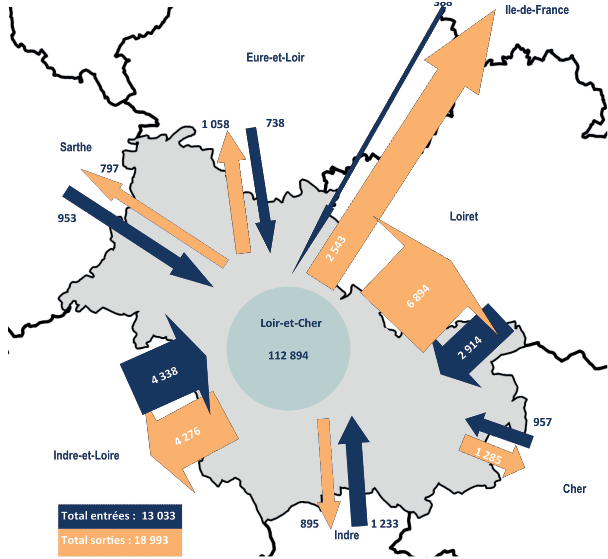 Ile-de-France
Eure-et-Loir
1 058
738
Sarthe
797
953
Loiret
2 543
6 894
Loir-et-Cher
112 894
2 914
4 338
4 276
957
1 285
Indre-et-Loire
Cher
895
1 233
Indre
Total entrées : 13 033
Total sorties : 18 993